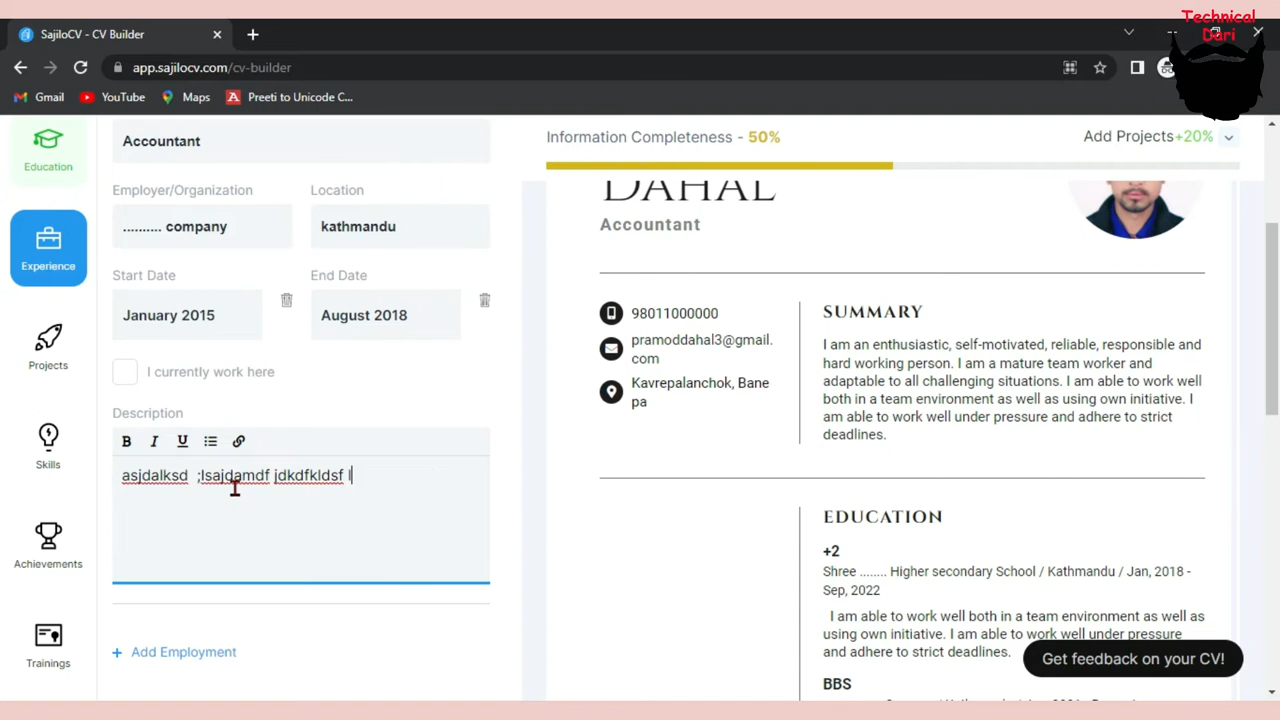 Technical
Dari
SajiloCV - CV Builder
app.sajilocv.com/cv-builder
Gmail
YouTube
Maps
Preeti to Unicode C...
Education
Experience
Projects
Skills
Achievements
Trainings
Accountant
Employer/Organization
Location
.......... company
kathmandu
Start Date
End Date
January 2015
August 2018
I currently work here
Description
B I U
asjdalksd ;lsajdamdf jdkdfkldsf l
+ Add Employment
Information Completeness - 50%
Add Projects+20%
DAHAL
Accountant
98011000000
pramoddahal3@gmail.
com
Kavrepalanchok, Bane
pa
SUMMARY
I am an enthusiastic, self-motivated, reliable, responsible and
hard working person. I am a mature team worker and
adaptable to all challenging situations. I am able to work well
both in a team environment as well as using own initiative. I
am able to work well under pressure and adhere to strict
deadlines.
EDUCATION
+2
Shree ........ Higher secondary School / Kathmandu / Jan, 2018 -
Sep, 2022
I am able to work well both in a team environment as well as
using own initiative. I am able to work well under pressure
and adhere to strict deadlines.
BBS
Get feedback on your CV!